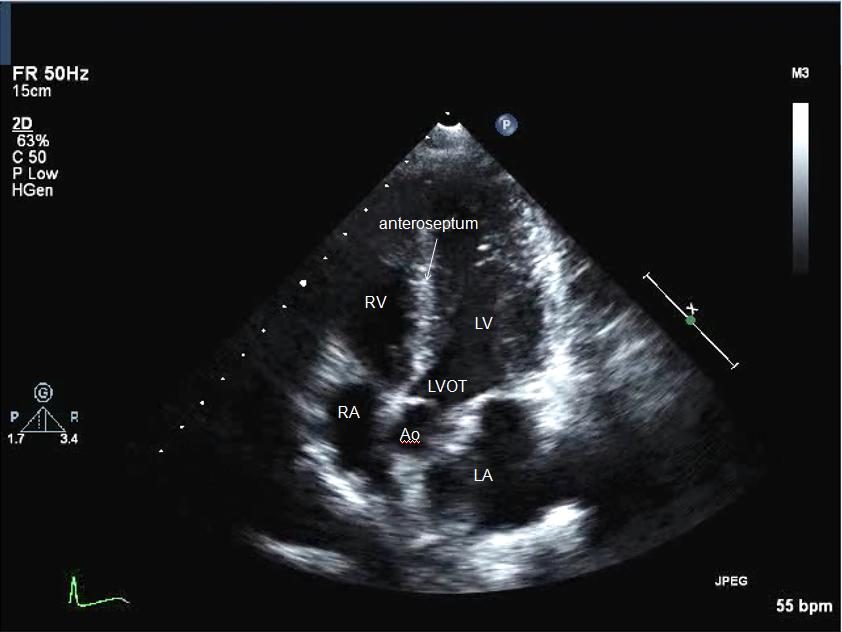 FR 50Hz
15cm
2D
63%
C 50
P Low
HGen
M3
P
anteroseptum
RV
LV
LVOT
RA
Ao
LA
G
P R
1.7 3.4
JPEG
55 bpm